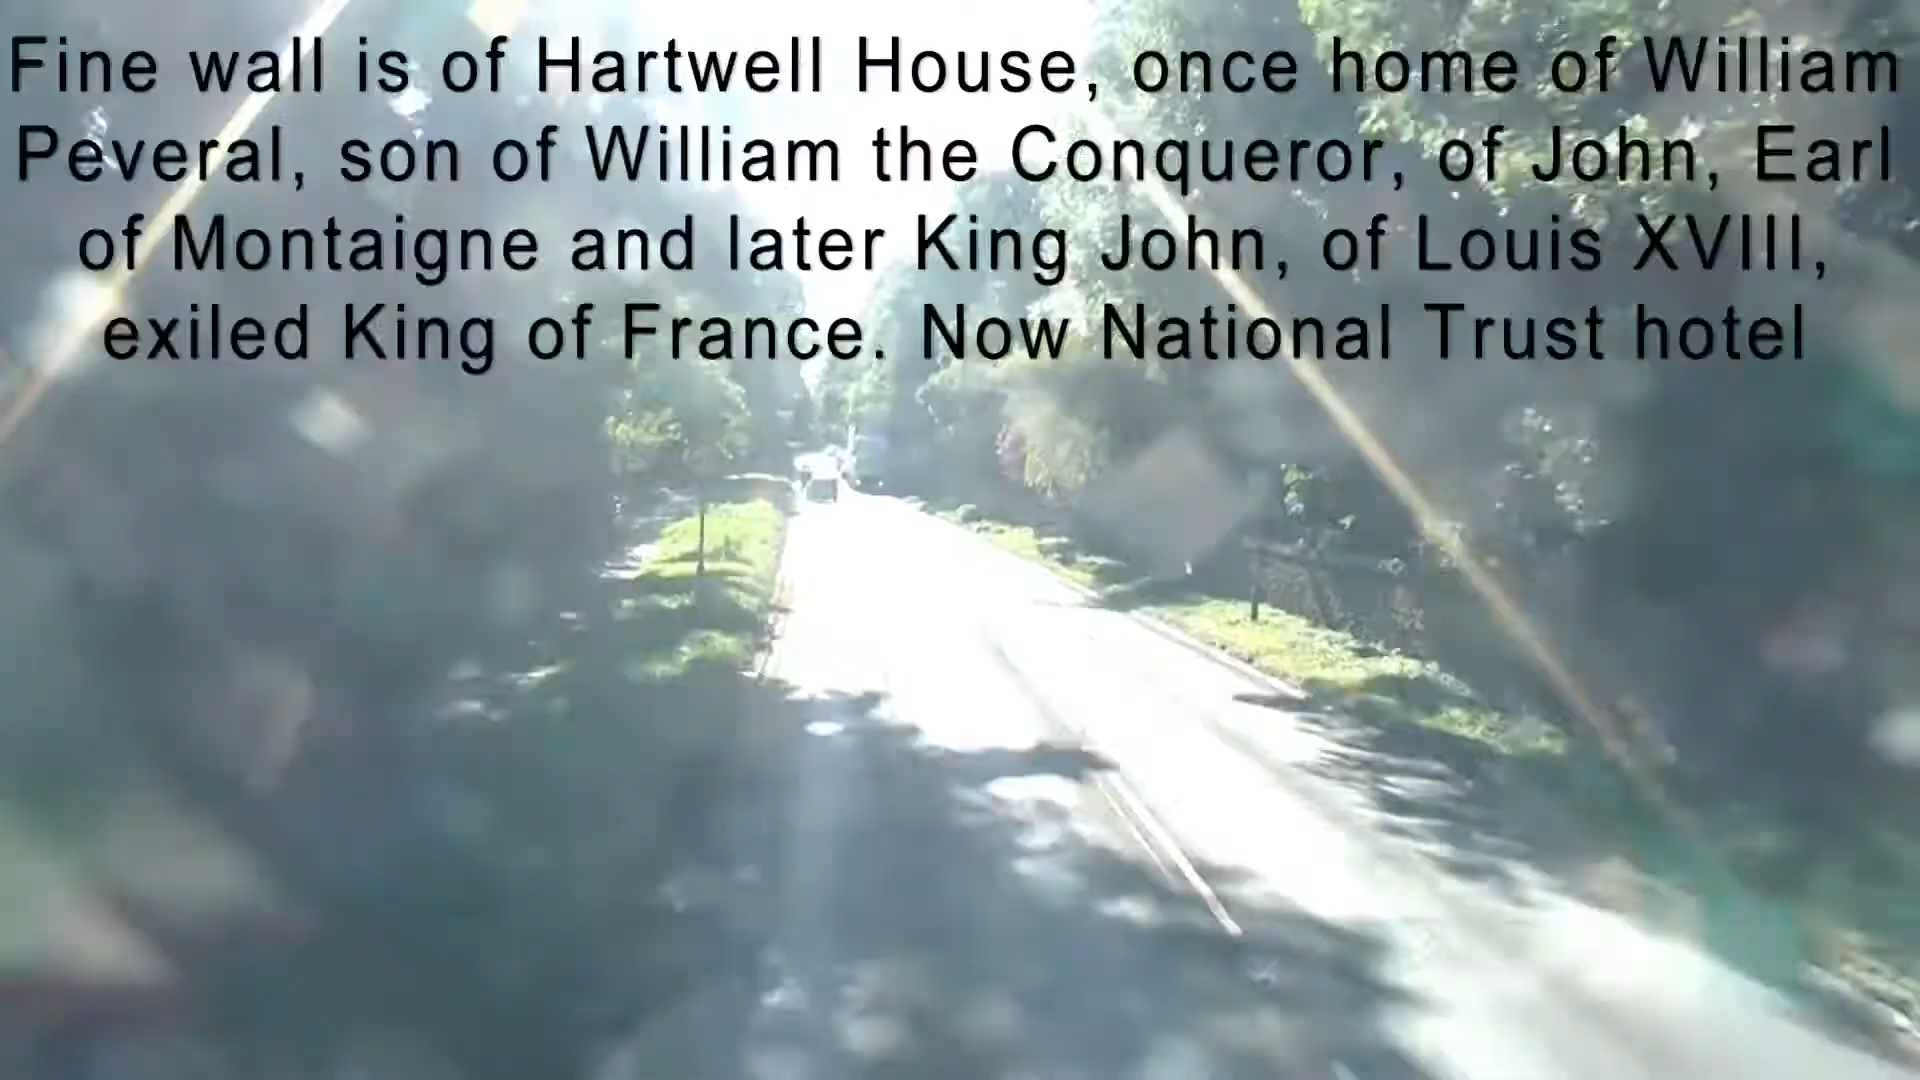 Fine wall is of Hartwell House, once home of William
Peveral, son of William the Conqueror, of John, Earl
of Montaigne and later King John, of Louis XVIII,
exiled King of France. Now National Trust hotel